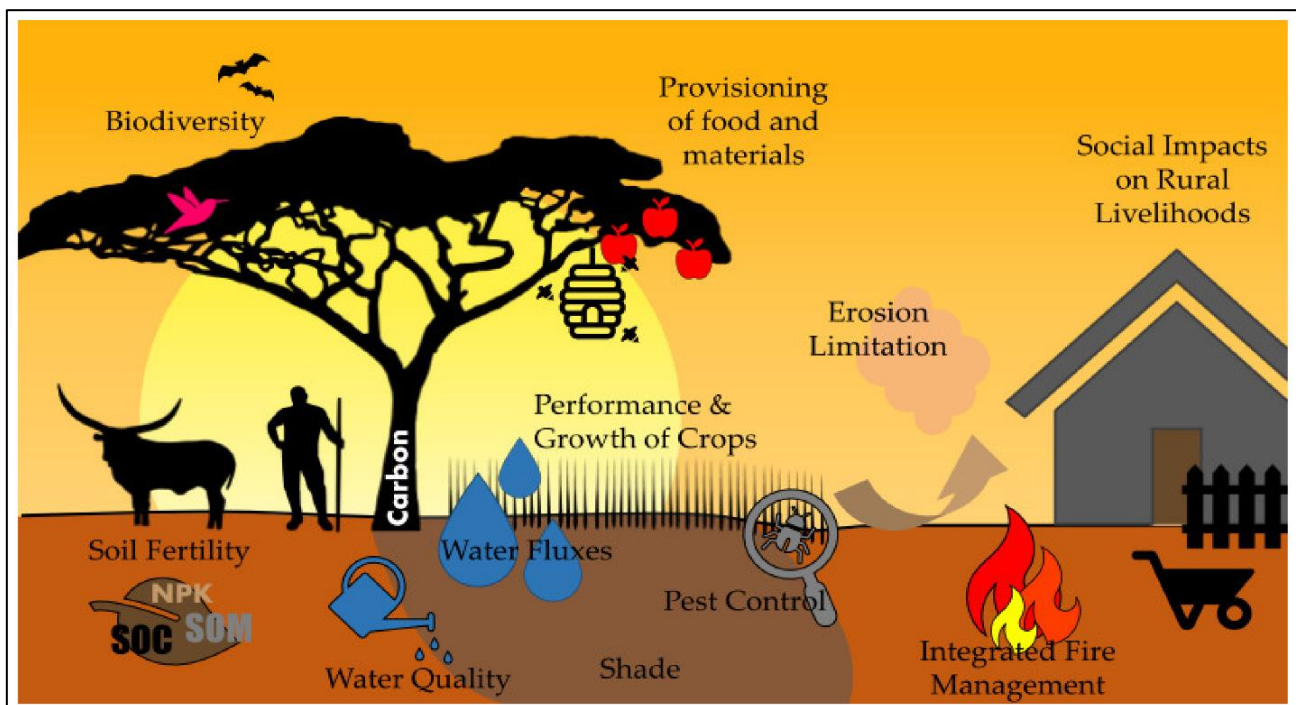 Biodiversity
Provisioning
of food and
materials
Social Impacts
on Rural
Livelihoods
Erosion
Limitation
Performance &
Growth of Crops
Carbon
Soil Fertility
NPK
SOC SOM
Water Fluxes
Pest Control
Water Quality
Shade
Integrated Fire
Management